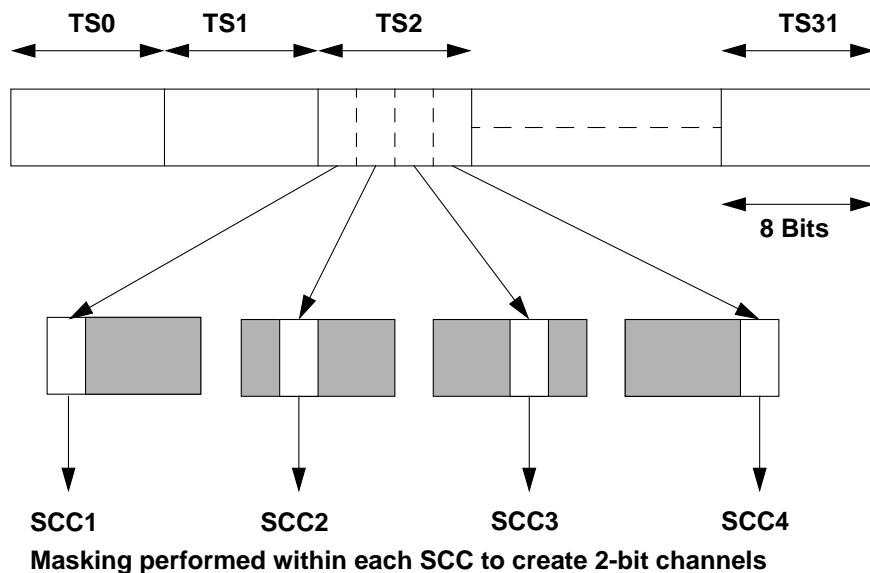 TS0 TS1 TS2 TS31
8 Bits
SCC1 SCC2 SCC3 SCC4
Masking performed within each SCC to create 2-bit channels